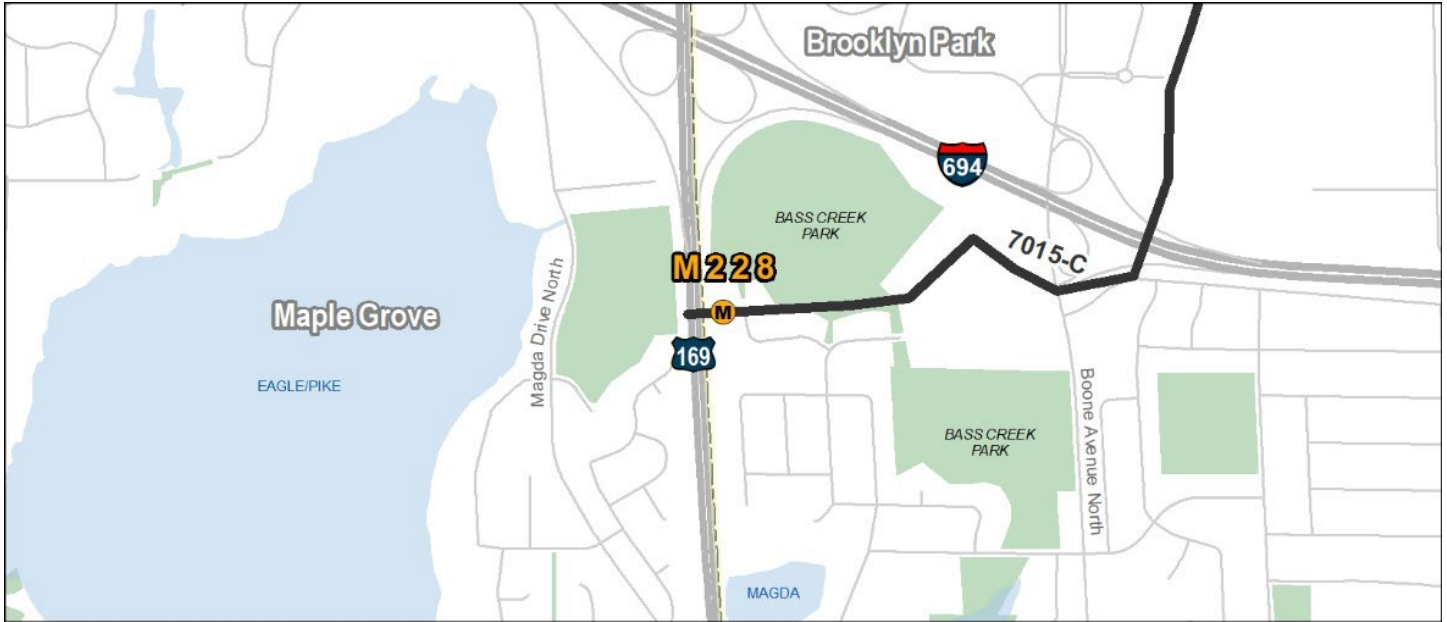 Brooklyn Park
694
BASS CREEK
PARK
7015-C
M228
M
Maple Grove
Magda Drive North
169
EAGLE/PIKE
Boone Avenue North
BASS CREEK
PARK
MAGDA